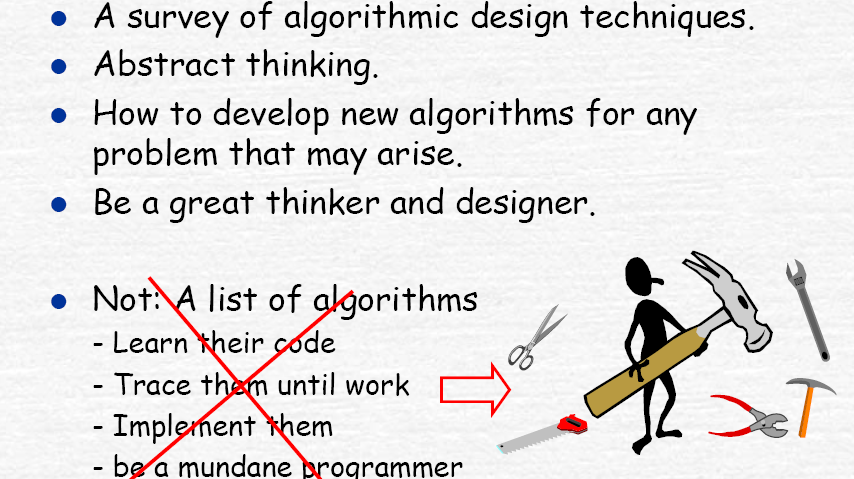 A survey of algorithmic design techniques.
Abstract thinking.
How to develop new algorithms for any
problem that may arise.
Be a great thinker and designer.
Not: A list of algorithms
- Learn their code
- Trace them until work
- Implement them
- be a mundane programmer